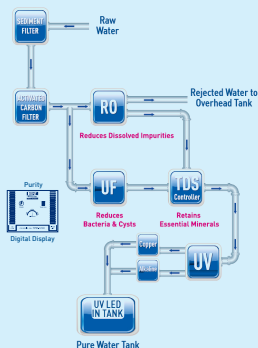 SEDIMENT
FILTER
Raw
Water
ACTIVATED
CARBON
FILTER
RO
Rejected Water to
Overhead Tank
Reduces Dissolved Impurities
Purity
Digital Display
UF
TDS
Controller
Reduces
Bacteria & Cysts
Retains
Essential Minerals
Copper
Alkaline
UV
UV LED
IN TANK
Pure Water Tank